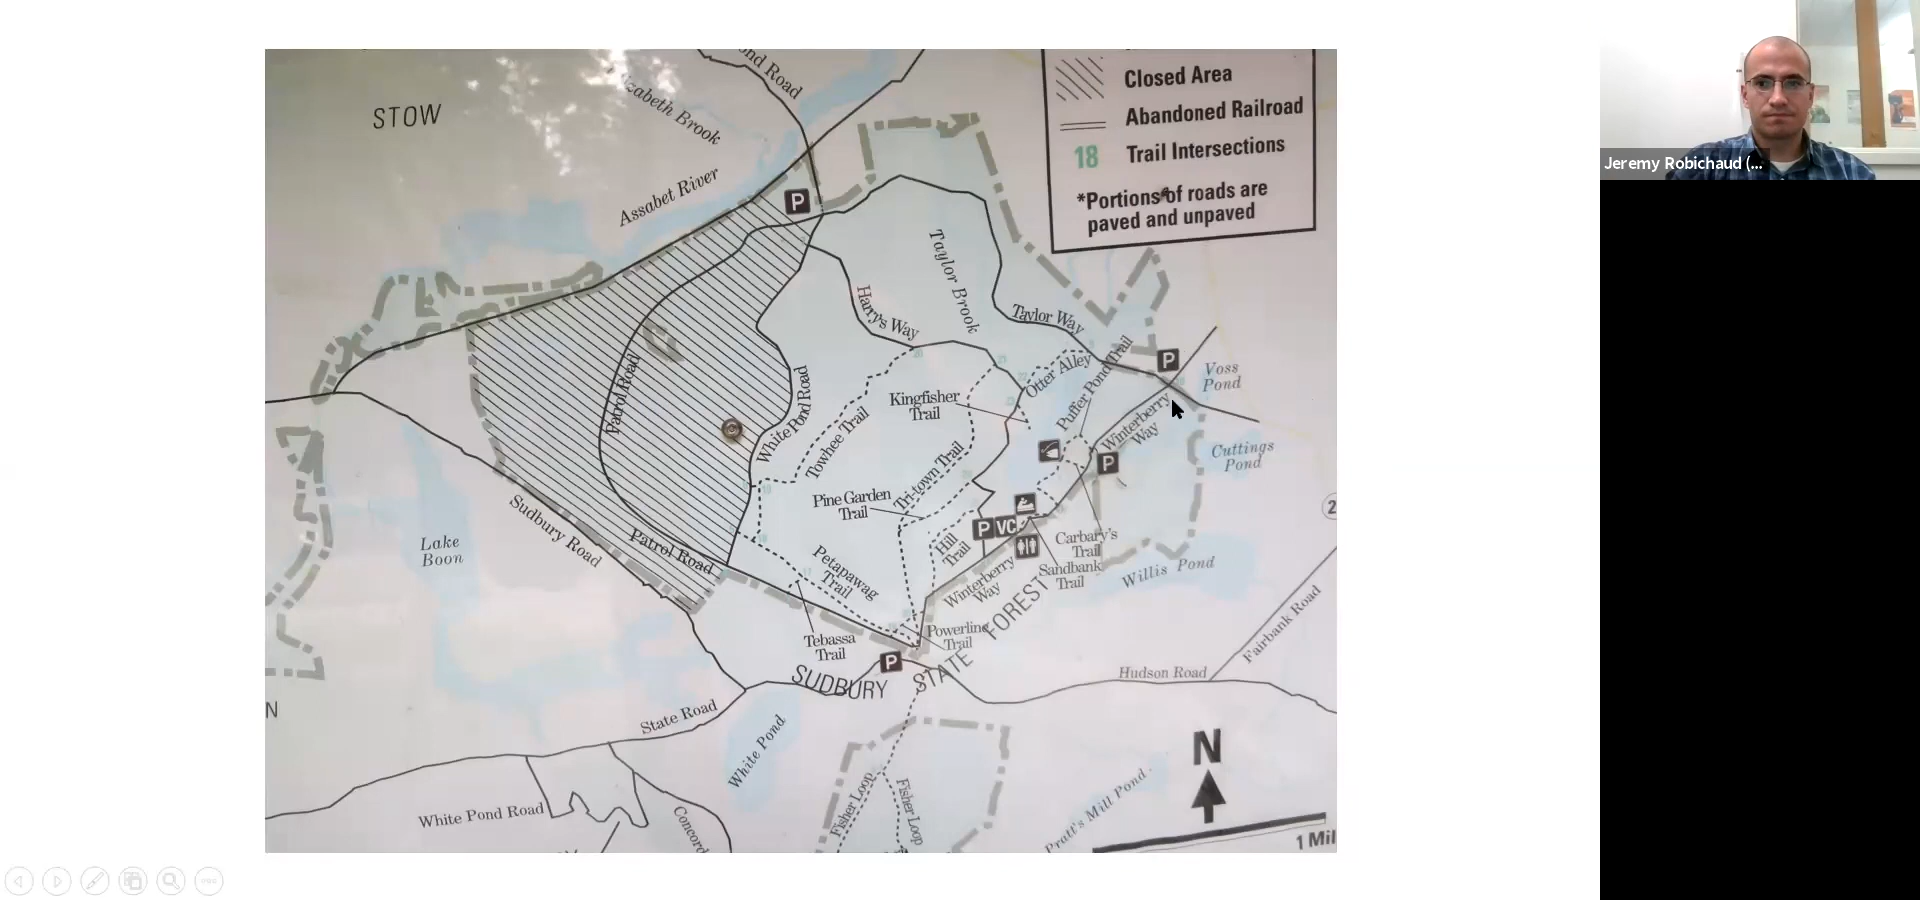 ond Road
Closed Area
zabeth Brook
STOW
Abandoned Railroad
18 Trail Intersections
Jeremy Robichaud (...
Assabet River
P
*Portions of roads are
paved and unpaved
Taylor Brook
Harry's Way
Taylor Way
Puffer Pond Trail
Otter Alley
P
Voss
Pond
Patrol Road
White Pond Road
Towhee Trail
Kingfisher
Trail
Winterberry
Way
Cuttings
Pond
P
Tri-town Trail
Pine Garden
Trail
2
Sudbury Road
P VC
Lake
Boon
Patrol Road
Hill
Trail
Carbary's
Trail
Petapawag
Trail
Winterberry
Way
Sandbank
Trail
Willis Pond
Tebassa
Trail
Powerline
Trail
Fairbank Road
P
SUDBURY STATE FOREST
Hudson Road
N
State Road
White Pond
N
Fisher Loop
Fisher Loop
White Pond Road
Concord
Pratt's Mill Pond
1 Mil